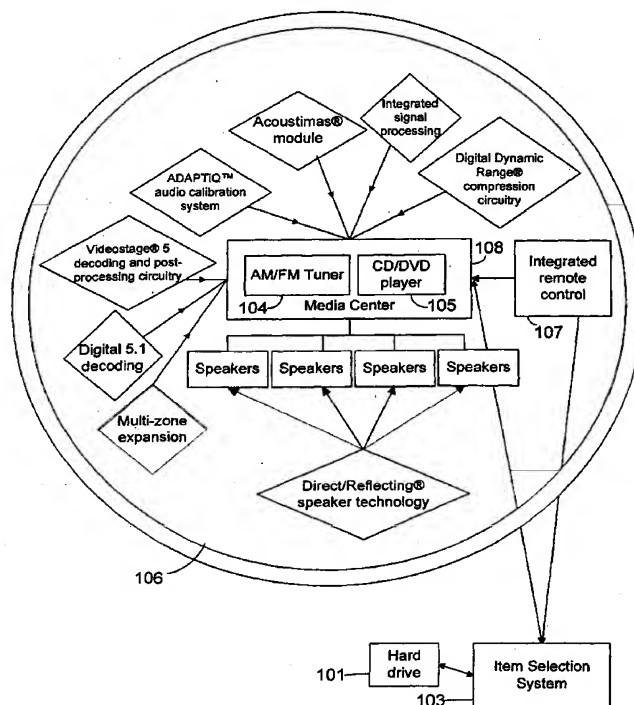 Acoustimas®
module
Integrated
signal
processing
ADAPTiQ™
audio calibration
system
Digital Dynamic
Range®
compression
circuitry
Videostage® 5
decoding and post-
processing circuitry
AM/FM Tuner
104
CD/DVD
player
105
Media Center
108
Integrated
remote
control
107
Digital 5.1
decoding
Speakers
Speakers
Speakers
Speakers
Multi-zone
expansion
Direct/Reflecting®
speaker technology
106
101
Hard
drive
Item Selection
System
103